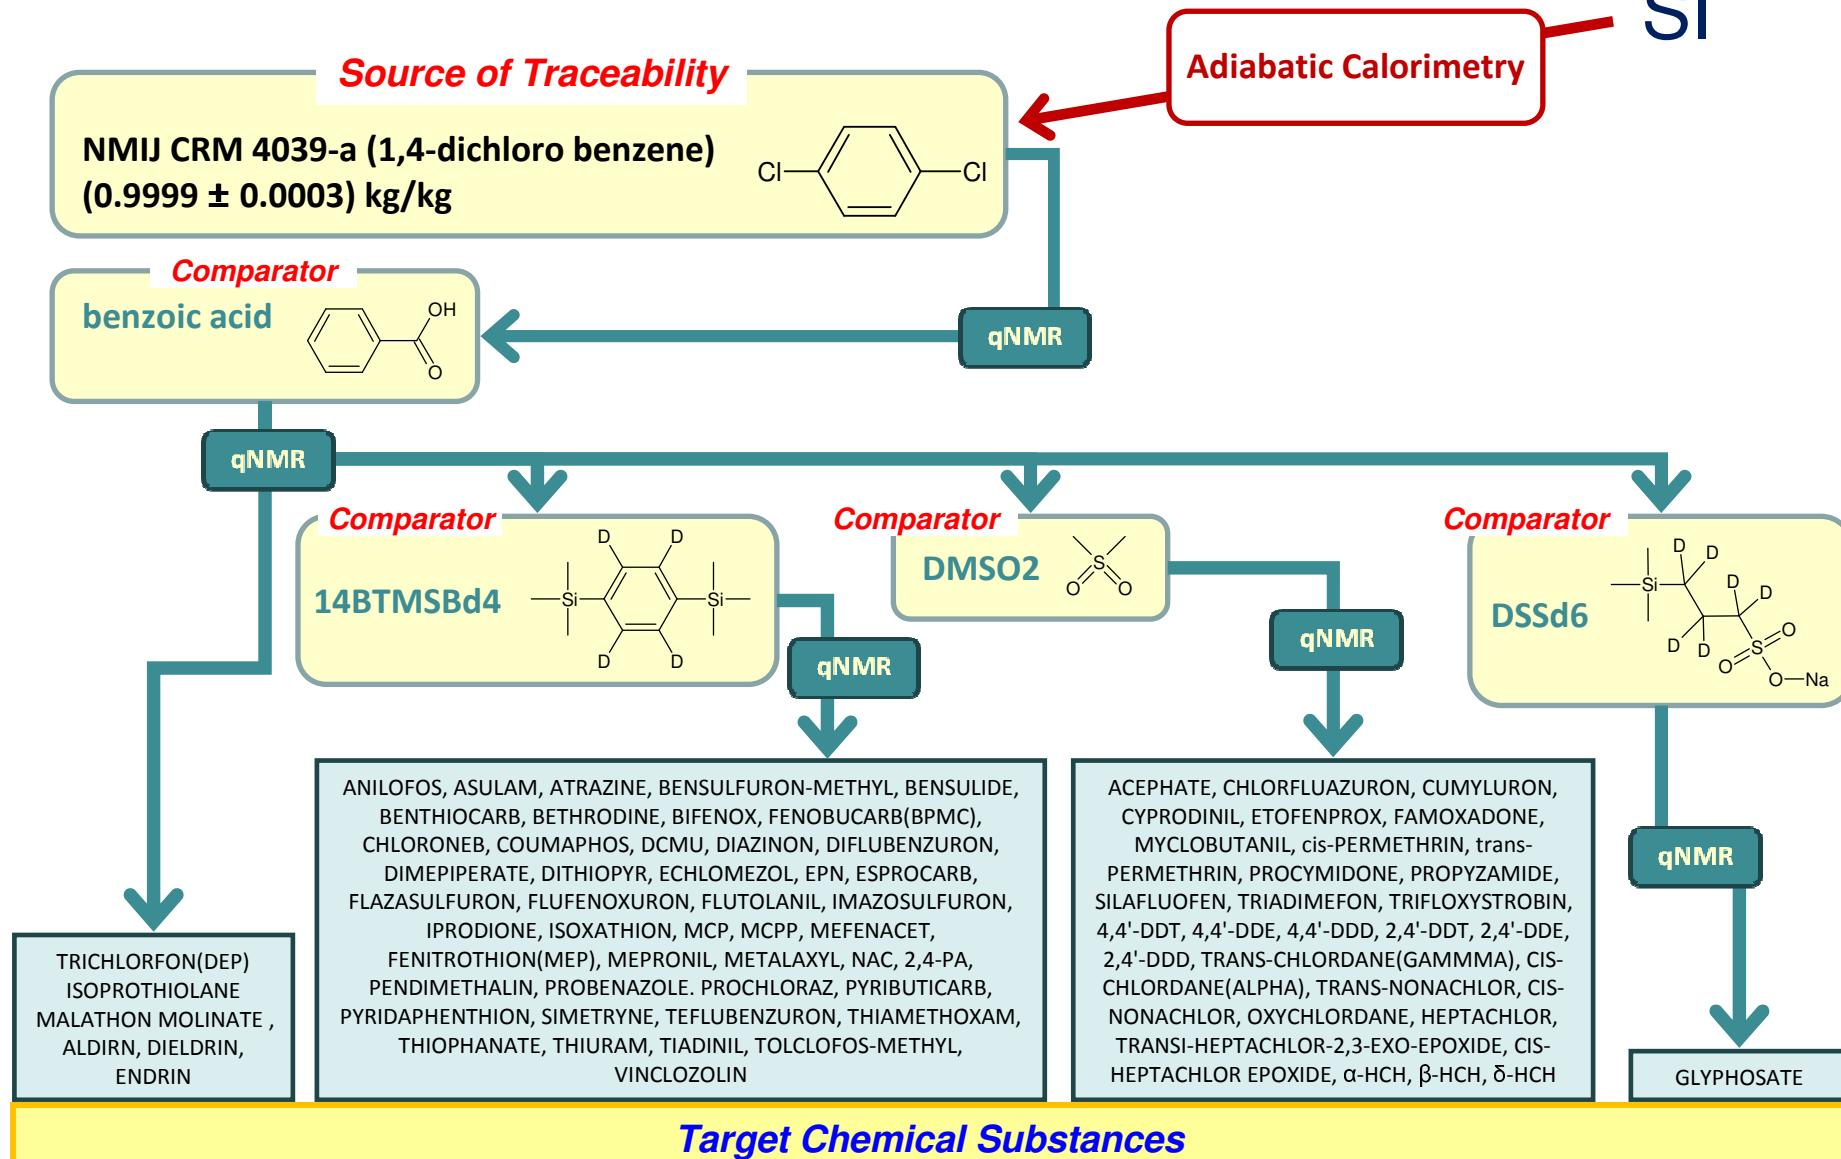 SI
Adiabatic Calorimetry
Source of Traceability
NMIJ CRM 4039-a (1,4-dichloro benzene)
(0.9999 ± 0.0003) kg/kg
Cl
Cl
Comparator
benzoic acid
OH
O
qNMR
qNMR
Comparator
14BTMSBd4
D
D
Si
Si
D
D
qNMR
Comparator
DMSO2
S
O
O
qNMR
Comparator
DSSd6
D
D
Si
D
D
D
D
O
S
O
O
Na
qNMR
TRICHLORFON(DEP)
ISOPROTHIOLANE
MALATHON MOLINATE ,
ALDIRN, DIELDRIN,
ENDRIN
ANILOFOS, ASULAM, ATRAZINE, BENSULFURON-METHYL, BENSULIDE,
BENTHIOCARB, BETHRODINE, BIFENOX, FENOBUCARB(BPMC),
CHLORONEB, COUMAPHOS, DCMU, DIAZINON, DIFLUBENZURON,
DIMEPIPERATE, DITHIOPYR, ECHLOMEZOL, EPN, ESPROCARB,
FLAZASULFURON, FLUFENOXURON, FLUTOLANIL, IMAZOSULFURON,
IPRODIONE, ISOXATHION, MCP, MCPP, MEFENACET,
FENITROTHION(MEP), MEPRONIL, METALAXYL, NAC, 2,4-PA,
PENDIMETHALIN, PROBENAZOLE. PROCHLORAZ, PYRIBUTICARB,
PYRIDAPHENTHION, SIMETRYNE, TEFLUBENZURON, THIAMETHOXAM,
THIOPHANATE, THIURAM, TIADINIL, TOLCLOFOS-METHYL,
VINCLOZOLIN
ACEPHATE, CHLORFLUAZURON, CUMYLURON,
CYPRODINIL, ETOFENPROX, FAMOXADONE,
MYCLOBUTANIL, cis-PERMETHRIN, trans-
PERMETHRIN, PROCYMIDONE, PROPYZAMIDE,
SILAFLUOFEN, TRIADIMEFON, TRIFLOXYSTROBIN,
4,4'-DDT, 4,4'-DDE, 4,4'-DDD, 2,4'-DDT, 2,4'-DDE,
2,4'-DDD, TRANS-CHLORDANE(GAMMMA), CIS-
CHLORDANE(ALPHA), TRANS-NONACHLOR, CIS-
NONACHLOR, OXYCHLORDANE, HEPTACHLOR,
TRANSI-HEPTACHLOR-2,3-EXO-EPOXIDE, CIS-
HEPTACHLOR EPOXIDE, α-HCH, β-HCH, δ-HCH
GLYPHOSATE
Target Chemical Substances